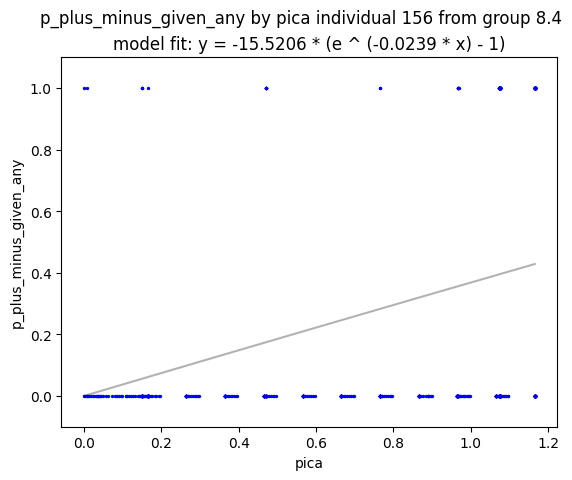 p_plus_minus_given_any by pica individual 156 from group 8.4
model fit: y = -15.5206 * (e ^ (-0.0239 * x) - 1)
1.0
0.8
0.6
0.4
0.2
0.0
p_plus_minus_given_any
0.0 0.2 0.4 0.6 0.8 1.0 1.2
pica